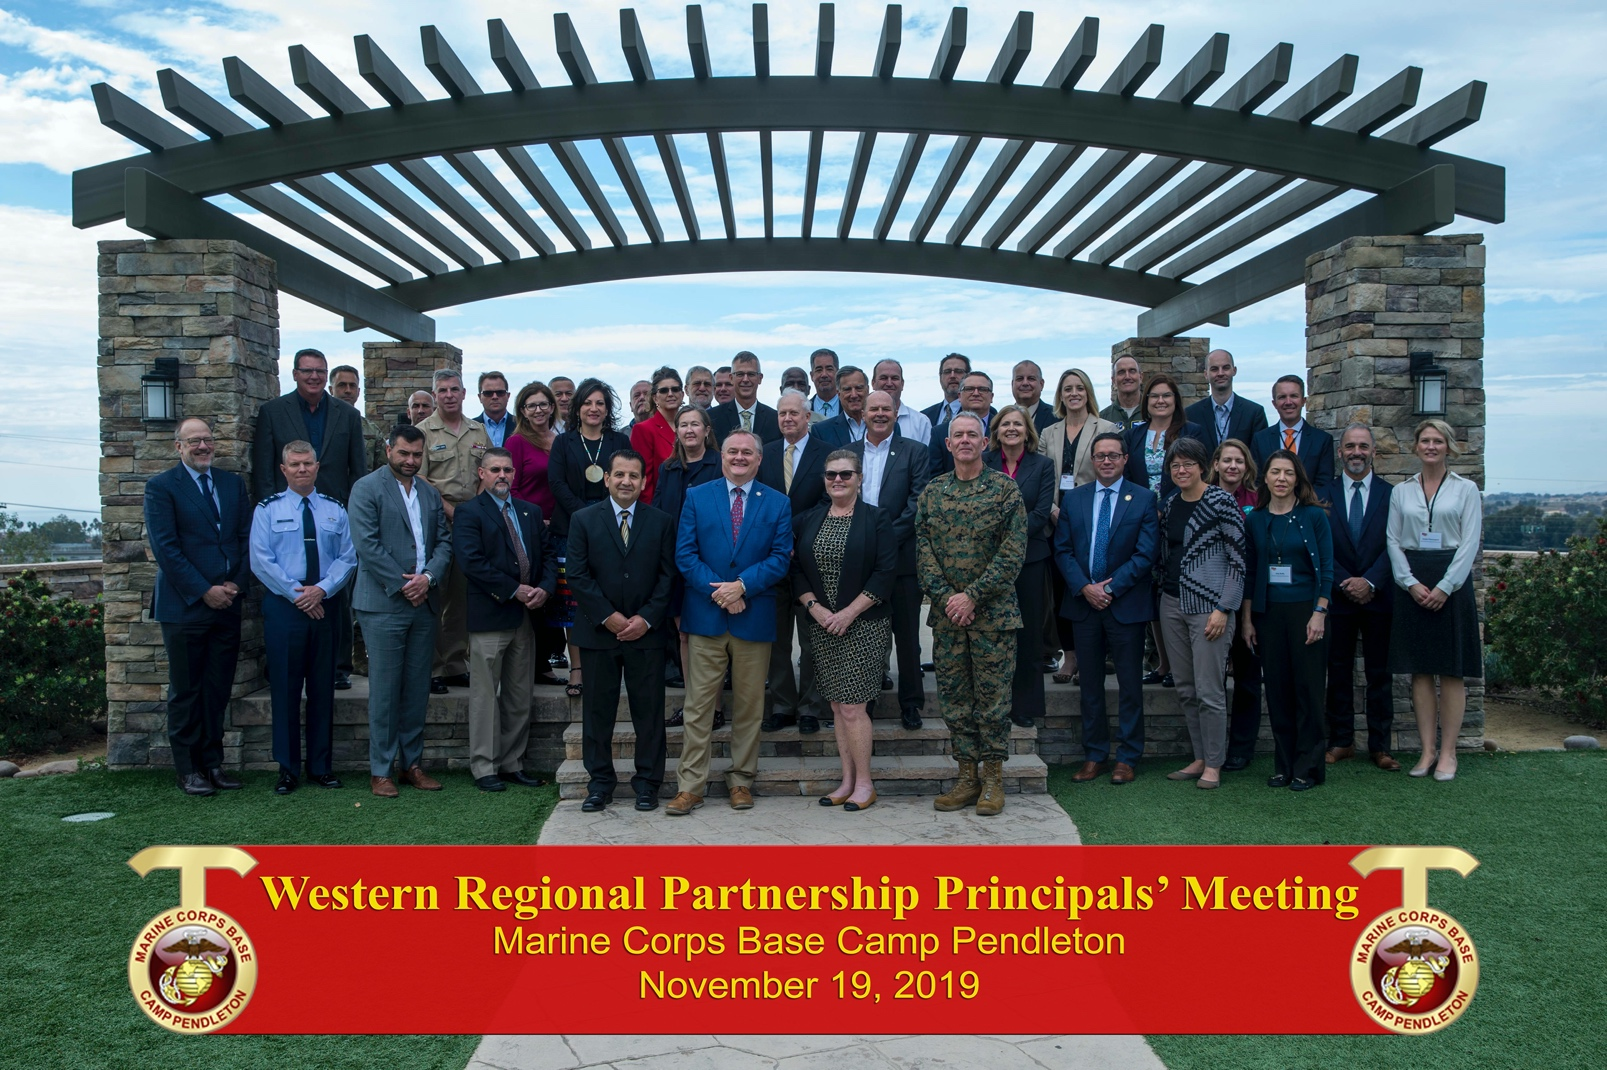 Western Regional Partnership Principals’ Meeting
Marine Corps Base Camp Pendleton
November 19, 2019
MARINE CORPS BASE
CAMP PENDLETON
MARINE CORPS BASE
CAMP PENDLETON